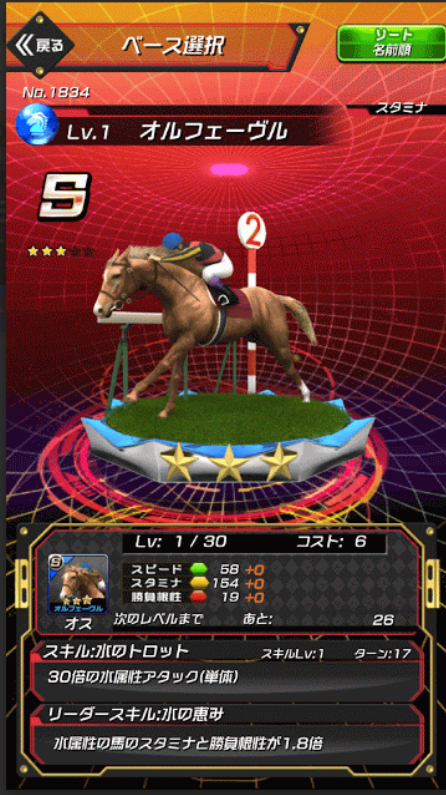 戻る
ベース選択
ソート
名前順
No.1834
スタミナ
Lv.1 オルフェーヴル
S
2
Lv: 1/30 コスト: 6
S
オルフェーヴル
オス
スピード 58 +0
スタミナ 154 +0
勝負根性 19 +0
次のレベルまで あと: 26
スキル:水のトロット スキルLv:1 ターン:17
30倍の水属性アタック(単体)
リーダースキル:水の恵み
水属性の馬のスタミナと勝負根性が1.8倍